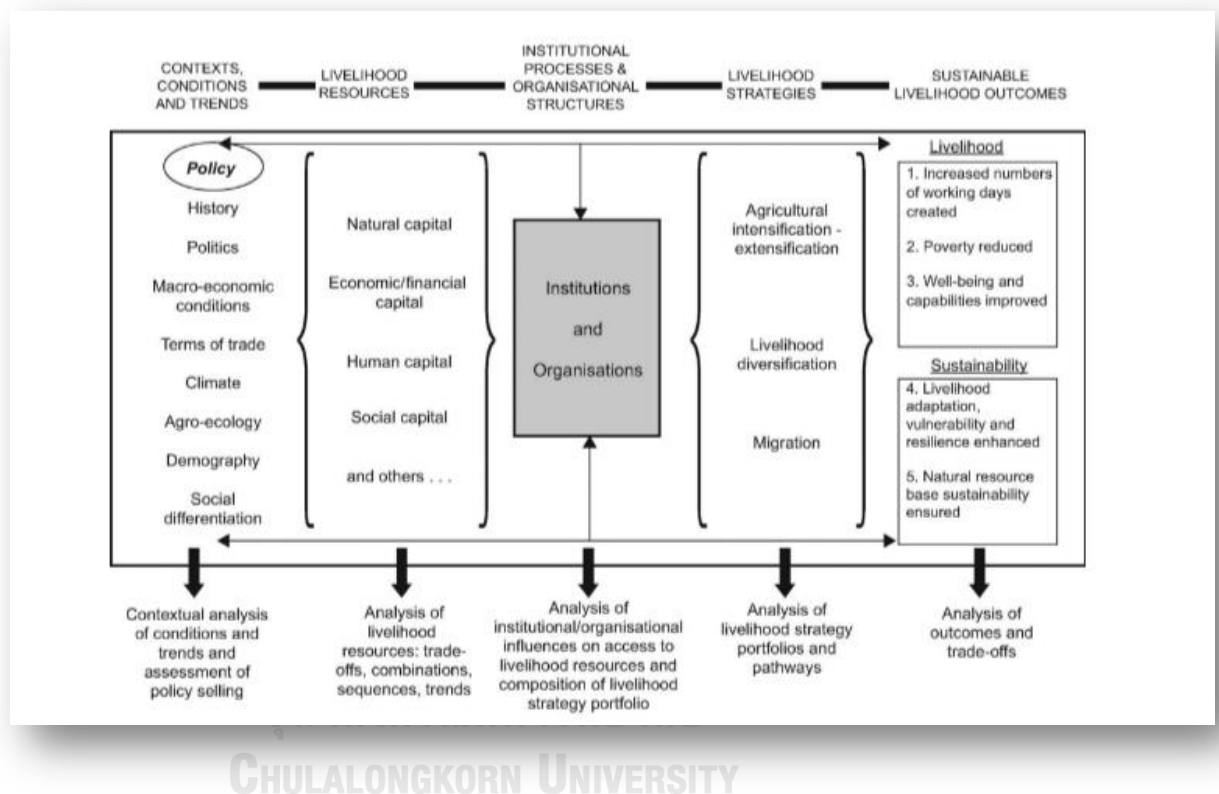 CONTEXTS,
CONDITIONS
AND TRENDS
LIVELIHOOD
RESOURCES
INSTITUTIONAL
PROCESSES &
ORGANISATIONAL
STRUCTURES
LIVELIHOOD
STRATEGIES
SUSTAINABLE
LIVELIHOOD OUTCOMES
Policy
History
Politics
Macro-economic
conditions
Terms of trade
Climate
Agro-ecology
Demography
Social
differentiation
Natural capital
Economic/financial
capital
Human capital
Social capital
and others . . .
Institutions
and
Organisations
Agricultural
intensification -
extensification
Livelihood
diversification
Migration
Livelihood
1. Increased numbers
of working days
created
2. Poverty reduced
3. Well-being and
capabilities improved
Sustainability
4. Livelihood
adaptation,
vulnerability and
resilience enhanced
5. Natural resource
base sustainability
ensured
Contextual analysis
of conditions and
trends and
assessment of
policy selling
Analysis of
livelihood
resources: trade-
offs, combinations,
sequences, trends
Analysis of
institutional/organisational
influences on access to
livelihood resources and
composition of livelihood
strategy portfolio
Analysis of
livelihood strategy
portfolios and
pathways
Analysis of
outcomes and
trade-offs
CHULALONGKORN UNIVERSITY